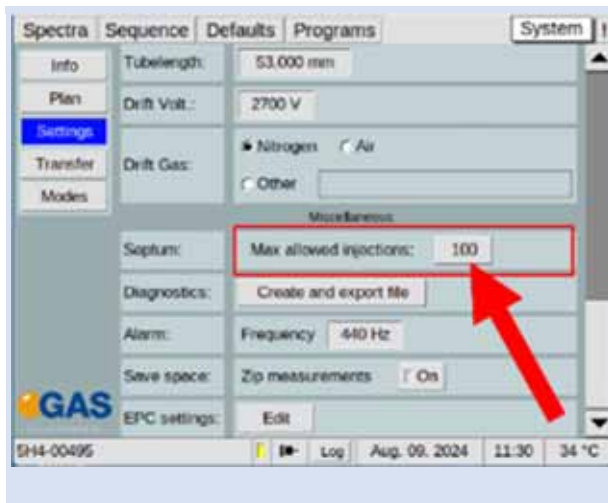 Spectra Sequence Defaults Programs System !
Info
Plan
Settings
Transfer
Modes
Tubelength: 53.000 mm
Drift Volt.: 2700 V
Drift Gas: Nitrogen Air
Other
Miscellaneous
Septum: Max allowed injections: 100
Diagnostics: Create and export file
Alarm: Frequency 440 Hz
Save space: Zip measurements On
EPC settings: Edit
GAS
5H4-00495 Log Aug. 09. 2024 11:30 34 °C